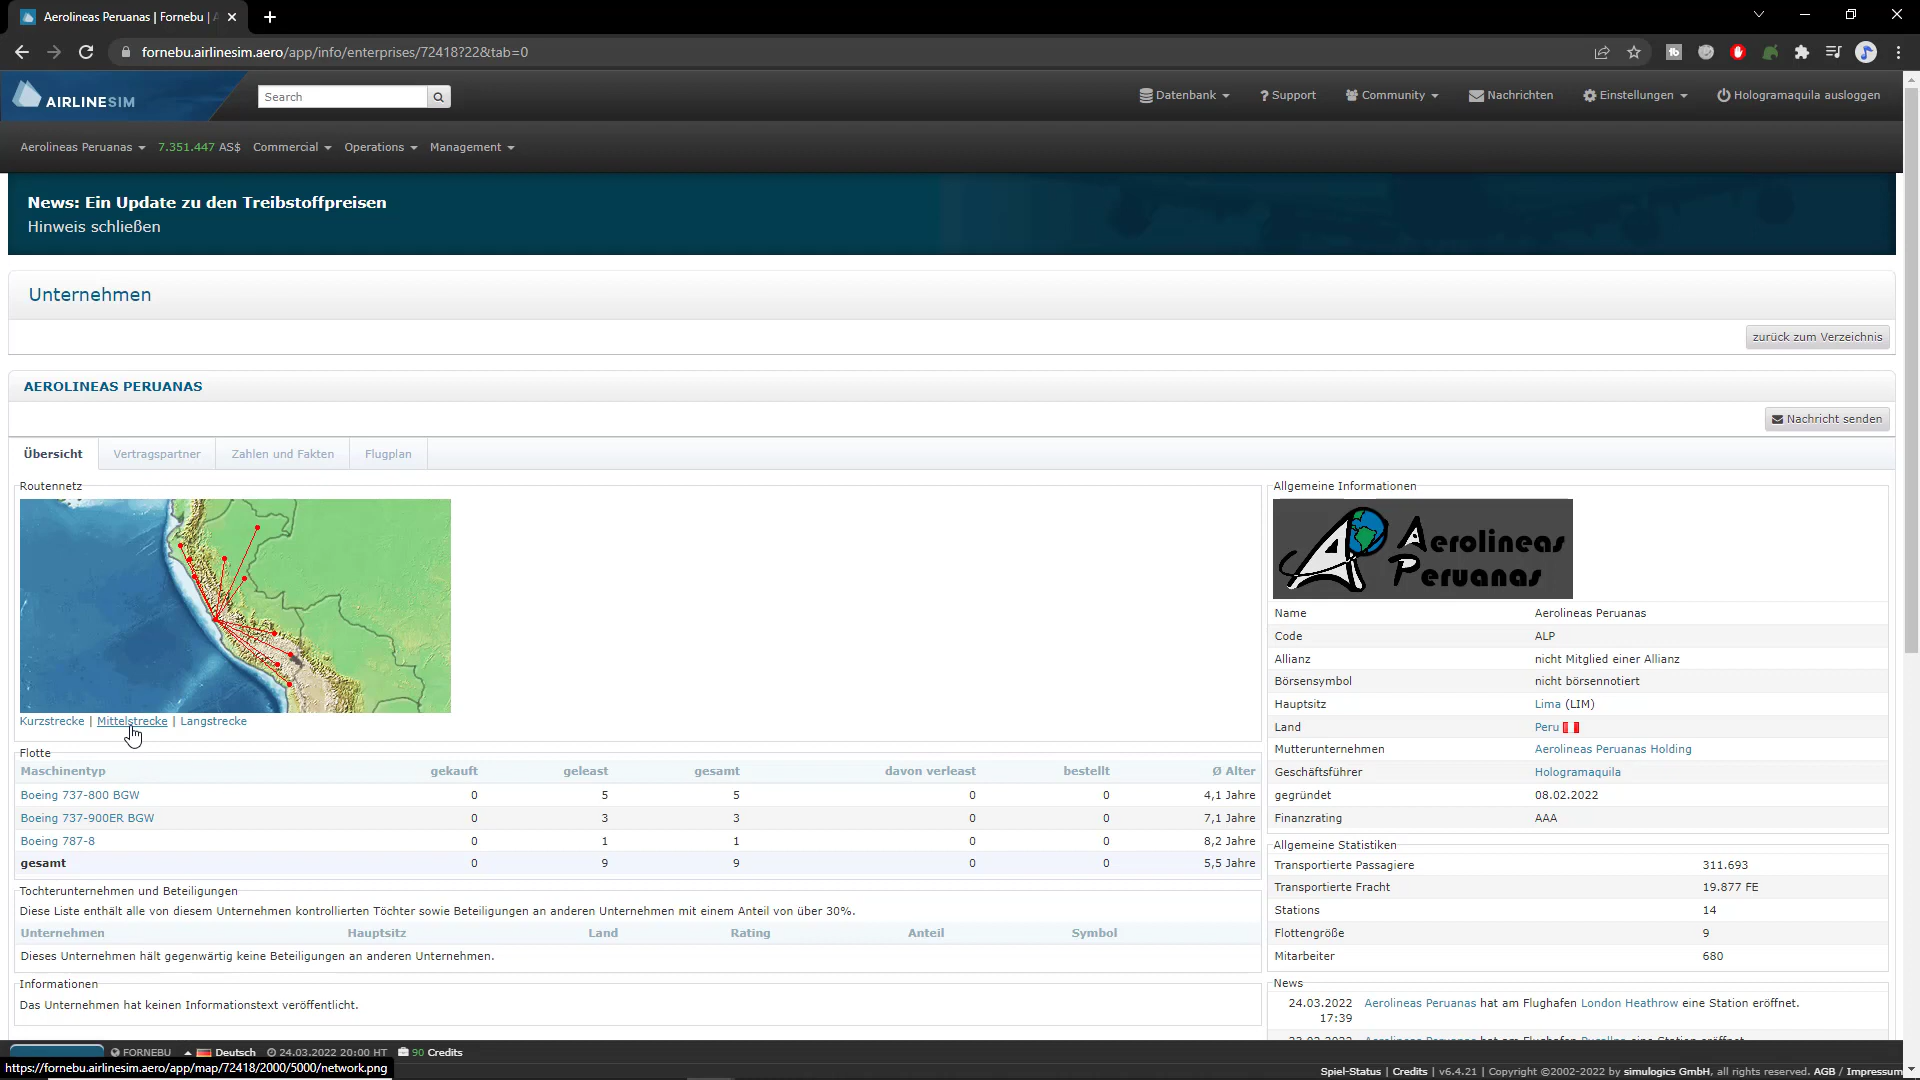 Aerolineas Peruanas | Fornebu | A
fornebu.airlinesim.aero/app/info/enterprises/72418?22&tab=0
AIRLINESIM
Search
Datenbank
? Support
Community
Nachrichten
Einstellungen
Hologramaquila ausloggen
Aerolineas Peruanas
7.351.447 AS$
Commercial
Operations
Management
News: Ein Update zu den Treibstoffpreisen
Hinweis schließen
Unternehmen
zurück zum Verzeichnis
AEROLINEAS PERUANAS
Nachricht senden
Übersicht
Vertragspartner
Zahlen und Fakten
Flugplan
Routennetz
Kurzstrecke | Mittelstrecke | Langstrecke
Flotte
Maschinentyp gekauft geleast gesamt davon verleast bestellt Ø Alter
Boeing 737-800 BGW 0 5 5 0 0 4,1 Jahre
Boeing 737-900ER BGW 0 3 3 0 0 7,1 Jahre
Boeing 787-8 0 1 1 0 0 8,2 Jahre
gesamt 0 9 9 0 0 5,5 Jahre
Tochterunternehmen und Beteiligungen
Diese Liste enthält alle von diesem Unternehmen kontrollierten Töchter sowie Beteiligungen an anderen Unternehmen mit einem Anteil von über 30%.
Unternehmen Hauptsitz Land Rating Anteil Symbol
Dieses Unternehmen hält gegenwärtig keine Beteiligungen an anderen Unternehmen.
Informationen
Das Unternehmen hat keinen Informationstext veröffentlicht.
Allgemeine Informationen
Aerolineas
Peruanas
Name Aerolineas Peruanas
Code ALP
Allianz nicht Mitglied einer Allianz
Börsensymbol nicht börsennotiert
Hauptsitz Lima (LIM)
Land Peru
Mutterunternehmen Aerolineas Peruanas Holding
Geschäftsführer Hologramaquila
gegründet 08.02.2022
Finanzrating AAA
Allgemeine Statistiken
Transportierte Passagiere 311.693
Transportierte Fracht 19.877 FE
Stations 14
Flottengröße 9
Mitarbeiter 680
News
24.03.2022 Aerolineas Peruanas hat am Flughafen London Heathrow eine Station eröffnet.
17:39
FORNEBU
Deutsch
24.03.2022 20:00 HT
90 Credits
https://fornebu.airlinesim.aero/app/map/72418/2000/5000/network.png
Spiel-Status | Credits | v6.4.21 | Copyright ©2002-2022 by simulogics GmbH, all rights reserved. AGB / Impressum